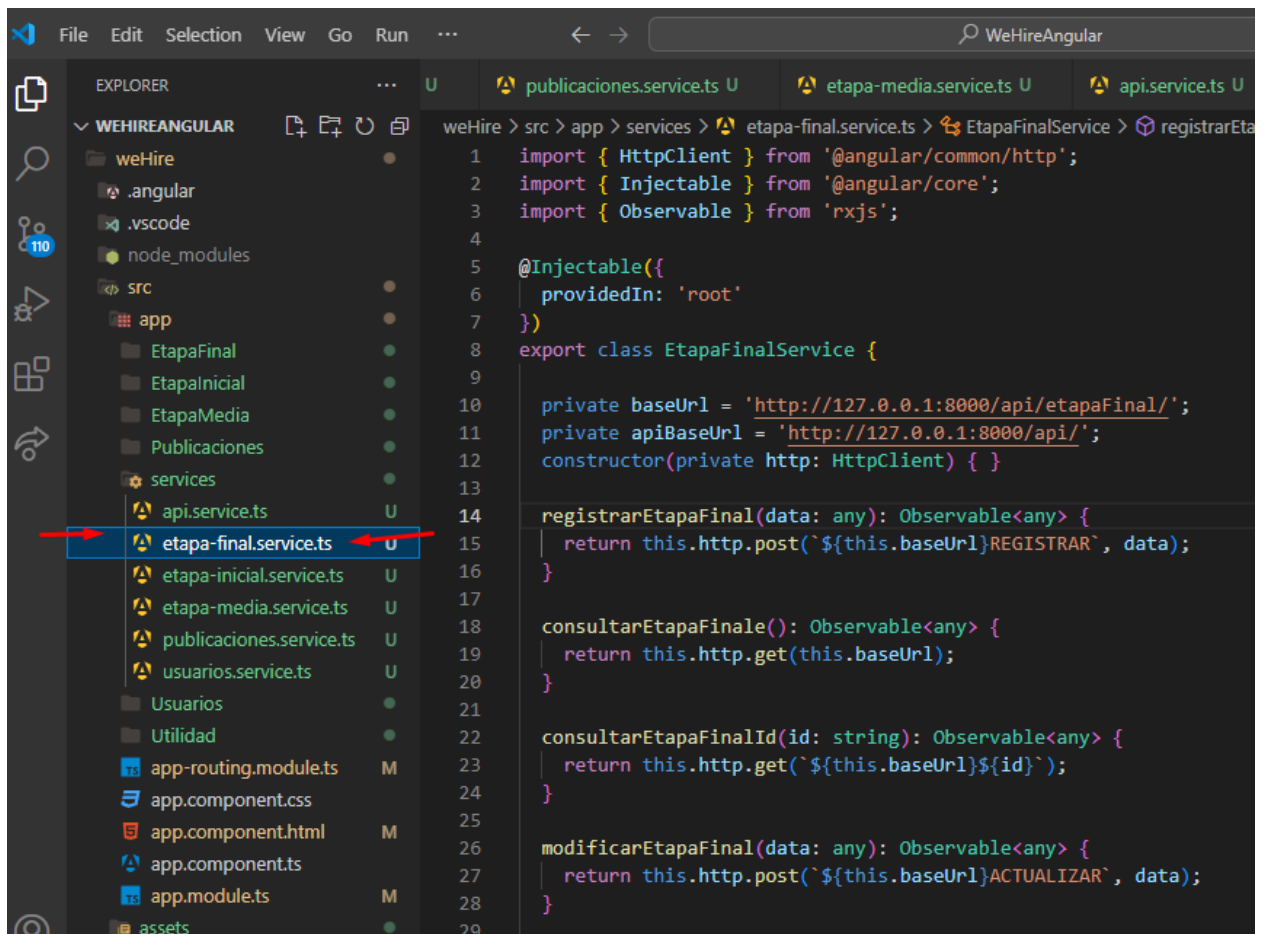 File Edit Selection View Go Run ··· ← → WeHireAngular
EXPLORER ···
WEHIREANGULAR
weHire
.angular
.vscode
node_modules
src
app
EtapaFinal
EtapaInicial
EtapaMedia
Publicaciones
services
api.service.ts U
etapa-final.service.ts U
etapa-inicial.service.ts U
etapa-media.service.ts U
publicaciones.service.ts U
usuarios.service.ts U
Usuarios
Utilidad
app-routing.module.ts M
app.component.css
app.component.html M
app.component.ts
app.module.ts M
assets
110
U publicaciones.service.ts U etapa-media.service.ts U api.service.ts U
weHire > src > app > services > etapa-final.service.ts > EtapaFinalService > registrarEta
1 import { HttpClient } from '@angular/common/http';
2 import { Injectable } from '@angular/core';
3 import { Observable } from 'rxjs';
4
5 @Injectable({
6 providedIn: 'root'
7 })
8 export class EtapaFinalService {
9
10 private baseUrl = 'http://127.0.0.1:8000/api/etapaFinal/';
11 private apiBaseUrl = 'http://127.0.0.1:8000/api/';
12 constructor(private http: HttpClient) { }
13
14 registrarEtapaFinal(data: any): Observable<any> {
15 return this.http.post(`${this.baseUrl}REGISTRAR`, data);
16 }
17
18 consultarEtapaFinale(): Observable<any> {
19 return this.http.get(this.baseUrl);
20 }
21
22 consultarEtapaFinalId(id: string): Observable<any> {
23 return this.http.get(`${this.baseUrl}${id}`);
24 }
25
26 modificarEtapaFinal(data: any): Observable<any> {
27 return this.http.post(`${this.baseUrl}ACTUALIZAR`, data);
28 }
29